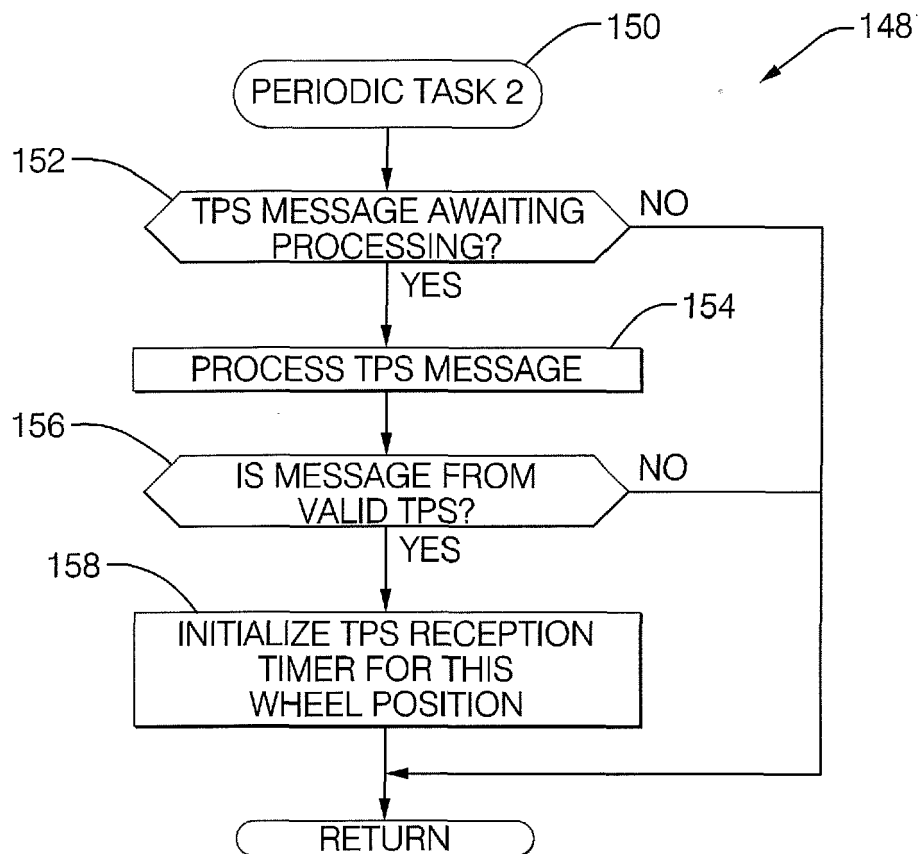 150
148
PERIODIC TASK 2
152
TPS MESSAGE AWAITING
PROCESSING?
NO
YES
154
PROCESS TPS MESSAGE
156
IS MESSAGE FROM
VALID TPS?
NO
YES
158
INITIALIZE TPS RECEPTION
TIMER FOR THIS
WHEEL POSITION
RETURN